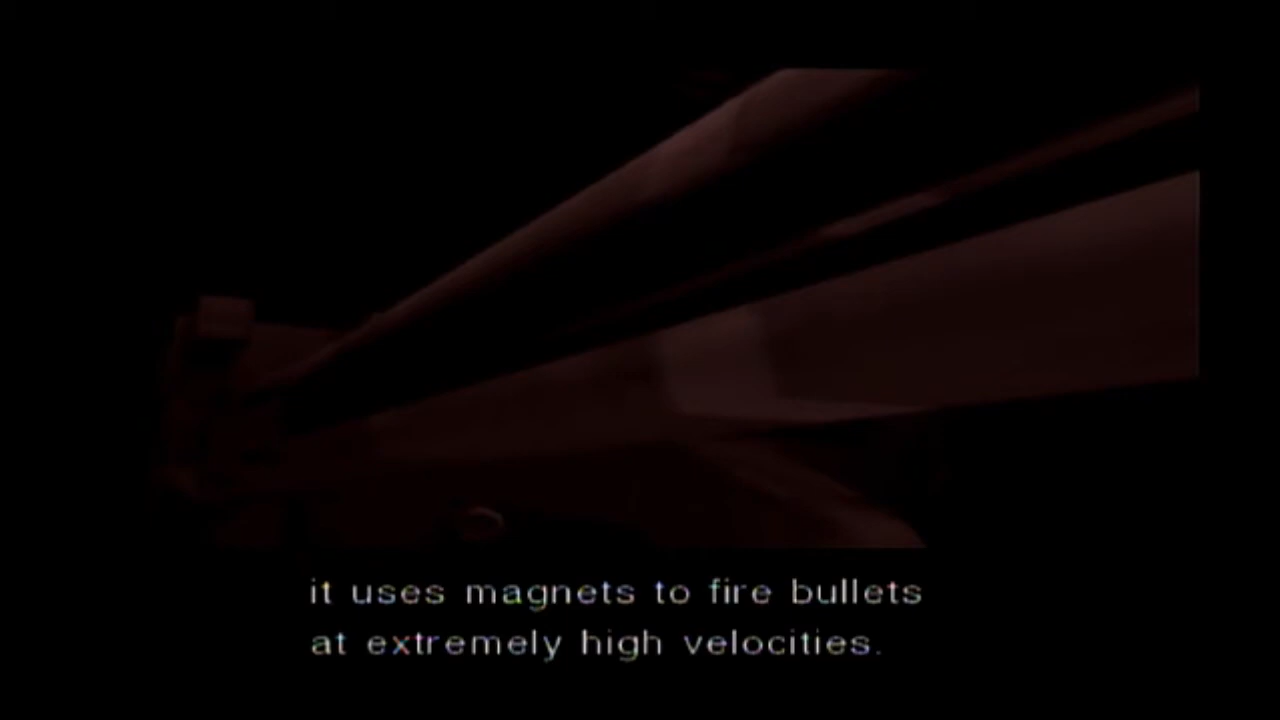 it uses magnets to fire bullets
at extremely high velocities.